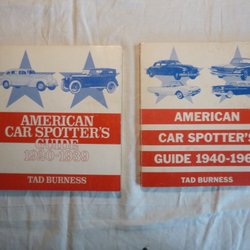 AMERICAN
CAR SPOTTER'S
GUIDE
1920-1939
TAD BURNESS
AMERICAN
CAR SPOTTER'S
GUIDE 1940-196
TAD BURNESS